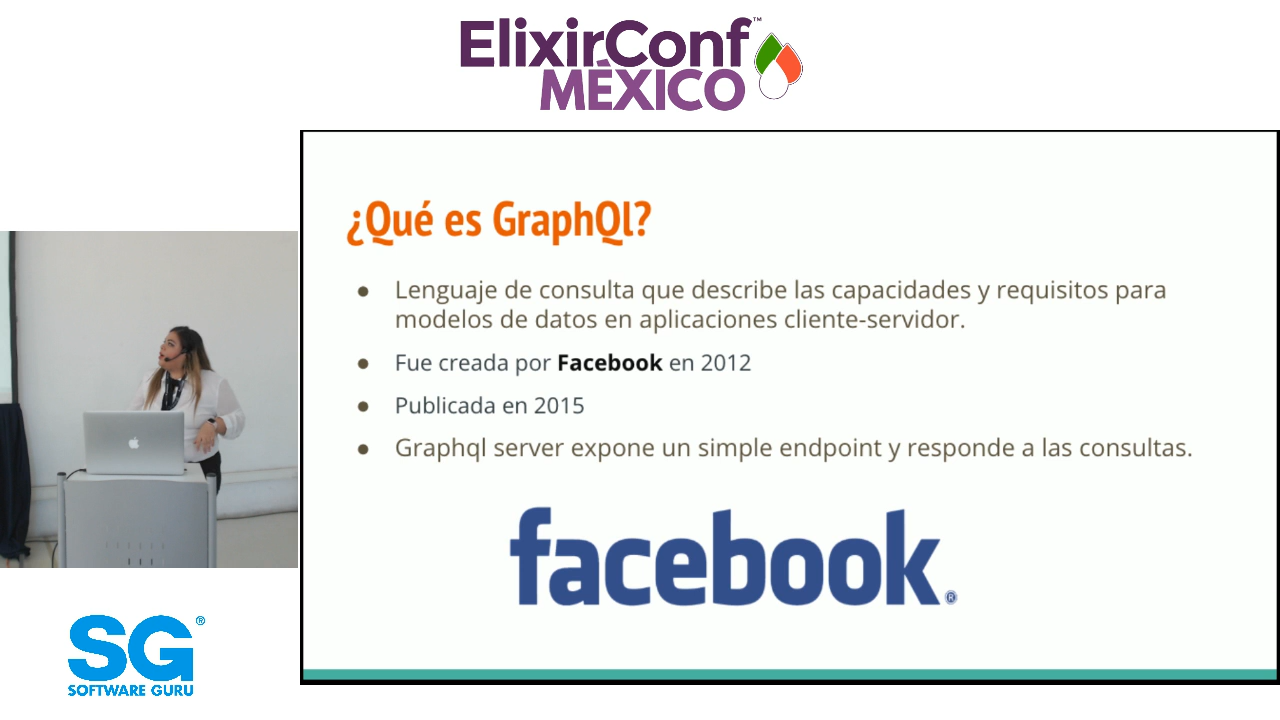 ElixirConf™
MÉXICO
¿Qué es GraphQl?
● Lenguaje de consulta que describe las capacidades y requisitos para
modelos de datos en aplicaciones cliente-servidor.
● Fue creada por Facebook en 2012
● Publicada en 2015
● Graphql server expone un simple endpoint y responde a las consultas.
facebook®
SG®
SOFTWARE GURU